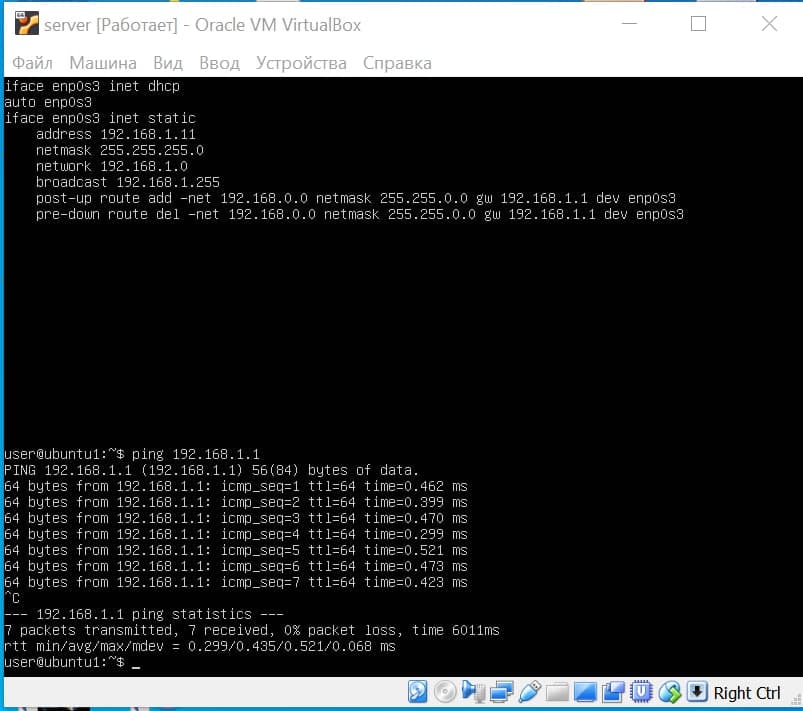 server [Работает] - Oracle VM VirtualBox
Файл Машина Вид Ввод Устройства Справка
iface enp0s3 inet dhcp
auto enp0s3
iface enp0s3 inet static
address 192.168.1.11
netmask 255.255.255.0
network 192.168.1.0
broadcast 192.168.1.255
post-up route add -net 192.168.0.0 netmask 255.255.0.0 gw 192.168.1.1 dev enp0s3
pre-down route del -net 192.168.0.0 netmask 255.255.0.0 gw 192.168.1.1 dev enp0s3
user@ubuntu1:~$ ping 192.168.1.1
PING 192.168.1.1 (192.168.1.1) 56(84) bytes of data.
64 bytes from 192.168.1.1: icmp_seq=1 ttl=64 time=0.462 ms
64 bytes from 192.168.1.1: icmp_seq=2 ttl=64 time=0.399 ms
64 bytes from 192.168.1.1: icmp_seq=3 ttl=64 time=0.470 ms
64 bytes from 192.168.1.1: icmp_seq=4 ttl=64 time=0.299 ms
64 bytes from 192.168.1.1: icmp_seq=5 ttl=64 time=0.521 ms
64 bytes from 192.168.1.1: icmp_seq=6 ttl=64 time=0.473 ms
64 bytes from 192.168.1.1: icmp_seq=7 ttl=64 time=0.423 ms
^C
--- 192.168.1.1 ping statistics ---
7 packets transmitted, 7 received, 0% packet loss, time 6011ms
rtt min/avg/max/mdev = 0.299/0.435/0.521/0.068 ms
user@ubuntu1:~$ _
Right Ctrl